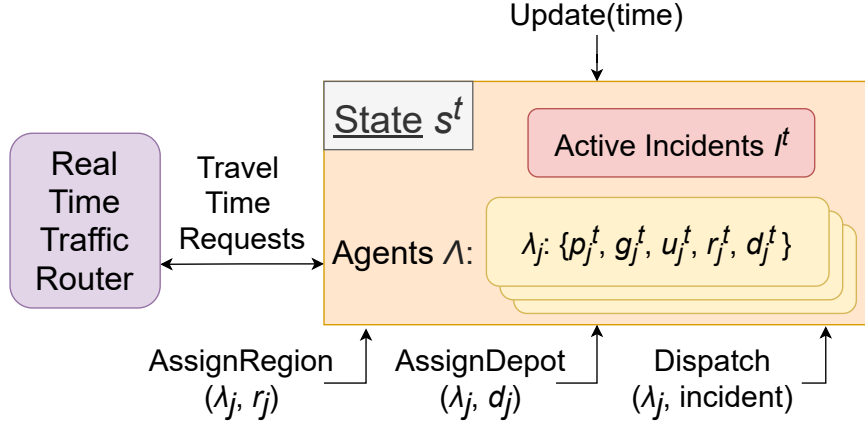 Update(time)
State s^t
Active Incidents I^t
Real
Time
Traffic
Router
Travel
Time
Requests
Agents Λ:
λ_j: {p_j^t, g_j^t, u_j^t, r_j^t, d_j^t}
AssignRegion
(λ_j, r_j)
AssignDepot
(λ_j, d_j)
Dispatch
(λ_j, incident)